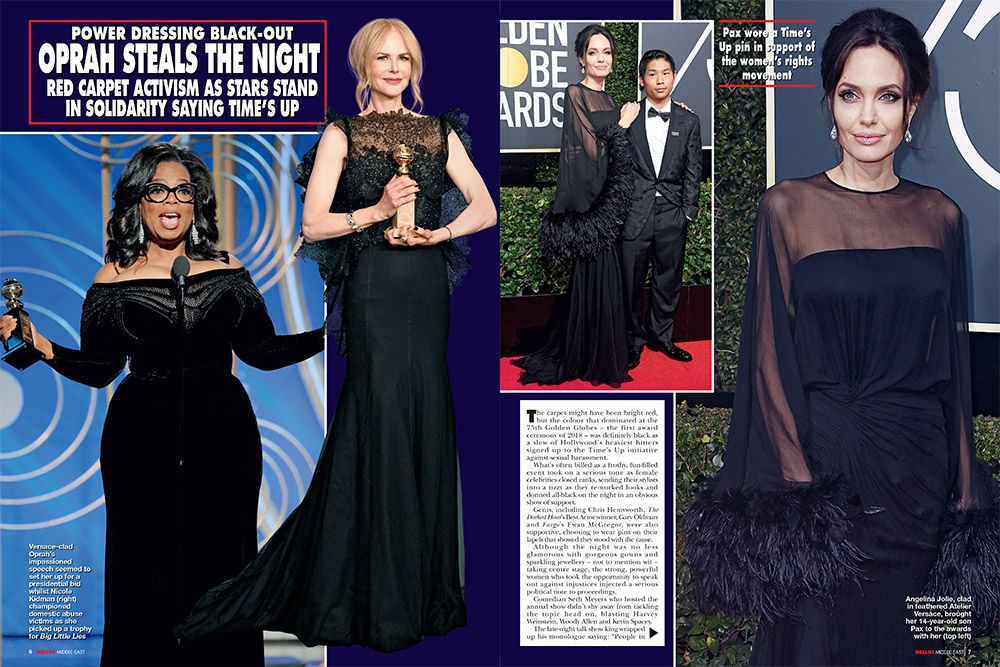 POWER DRESSING BLACK-OUT
OPRAH STEALS THE NIGHT
RED CARPET ACTIVISM AS STARS STAND
IN SOLIDARITY SAYING TIME'S UP
Versace-clad
Oprah's
impassioned
speech seemed to
set her up for a
presidential bid
whilst Nicole
Kidman (right)
championed
domestic abuse
victims as she
picked up a trophy
for Big Little Lies
6 HELLO! MIDDLE EAST
DEN
OBE
ARDS
Pax wore a Time's
Up pin in support of
the women's rights
movement
The carpet might have been bright red,
but the colour that dominated at the
75th Golden Globes – the first award
ceremony of 2018 – was definitely black as
a slew of Hollywood's heaviest hitters
signed up to the Time's Up initiative
against sexual harassment.
What's often billed as a frothy, fun-filled
event took on a serious tone as female
celebrities closed ranks, sending their stylists
into a tizzy as they re-worked looks and
donned all-black on the night in an obvious
show of support.
Gents, including Chris Hemsworth, The
Darkest Hour's Best Actor winner, Gary Oldman
and Fargo's Ewan McGregor, were also
supportive, choosing to wear pins on their
lapels that showed they stood with the cause.
Although the night was no less
glamorous with gorgeous gowns and
sparkling jewellery – not to mention wit –
taking centre stage, the strong, powerful
women who took the opportunity to speak
out against injustices injected a serious
political note to proceedings.
Comedian Seth Meyers who hosted the
annual show didn't shy away from tackling
the topic head on, blasting Harvey
Weinstein, Woody Allen and Kevin Spacey.
The late-night talk show king wrapped
up his monologue saying: "People in
Angelina Jolie, clad
in feathered Atelier
Versace, brought
her 14-year-old son
Pax to the awards
with her (top left)
HELLO! MIDDLE EAST 7